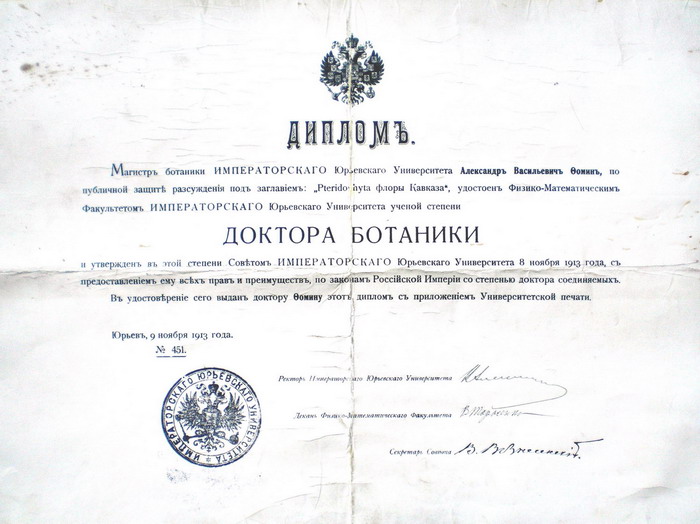 ДИПЛОМЪ.
Магистръ ботаники ИМПЕРАТОРСКАГО Юрьевскаго Университета Александръ Васильевичъ Ѳоминъ, по
публичной защитѣ разсужденія подъ заглавіемъ: „Pteridophyta флоры Кавказа“, удостоенъ Физико-Математическимъ
Факультетомъ ИМПЕРАТОРСКАГО Юрьевскаго Университета ученой степени
ДОКТОРА БОТАНИКИ
и утвержденъ въ этой степени Совѣтомъ ИМПЕРАТОРСКАГО Юрьевскаго Университета 8 ноября 1913 года, съ
предоставленіемъ ему всѣхъ правъ и преимуществъ, по законамъ Россійской Имперіи со степенью доктора соединяемыхъ.
Въ удостовѣреніе сего выданъ доктору Ѳомину этотъ дипломъ съ приложеніемъ Университетской печати.
Юрьевъ, 9 ноября 1913 года.
№ 451.
Ректоръ Императорскаго Юрьевскаго Университета
Деканъ Физико-Математическаго Факультета
Секретарь Совѣта
ИМПЕРАТОРСКАГО ЮРЬЕВСКАГО УНИВЕРСИТЕТА